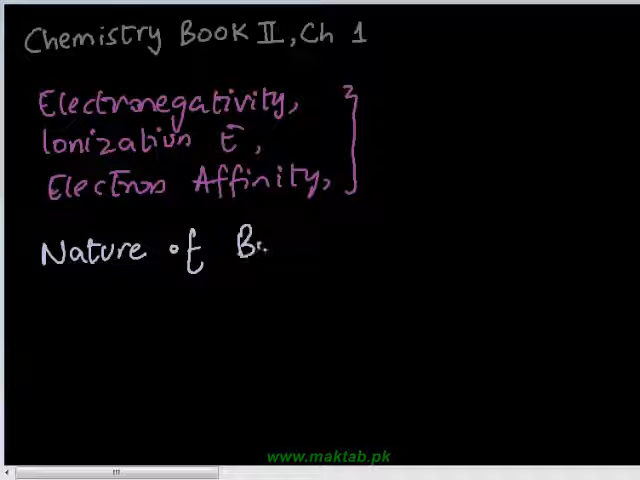 Chemistry Book II, Ch 1
Electronegativity,
Ionization E,
Electron Affinity,
Nature of B
www.maktab.pk